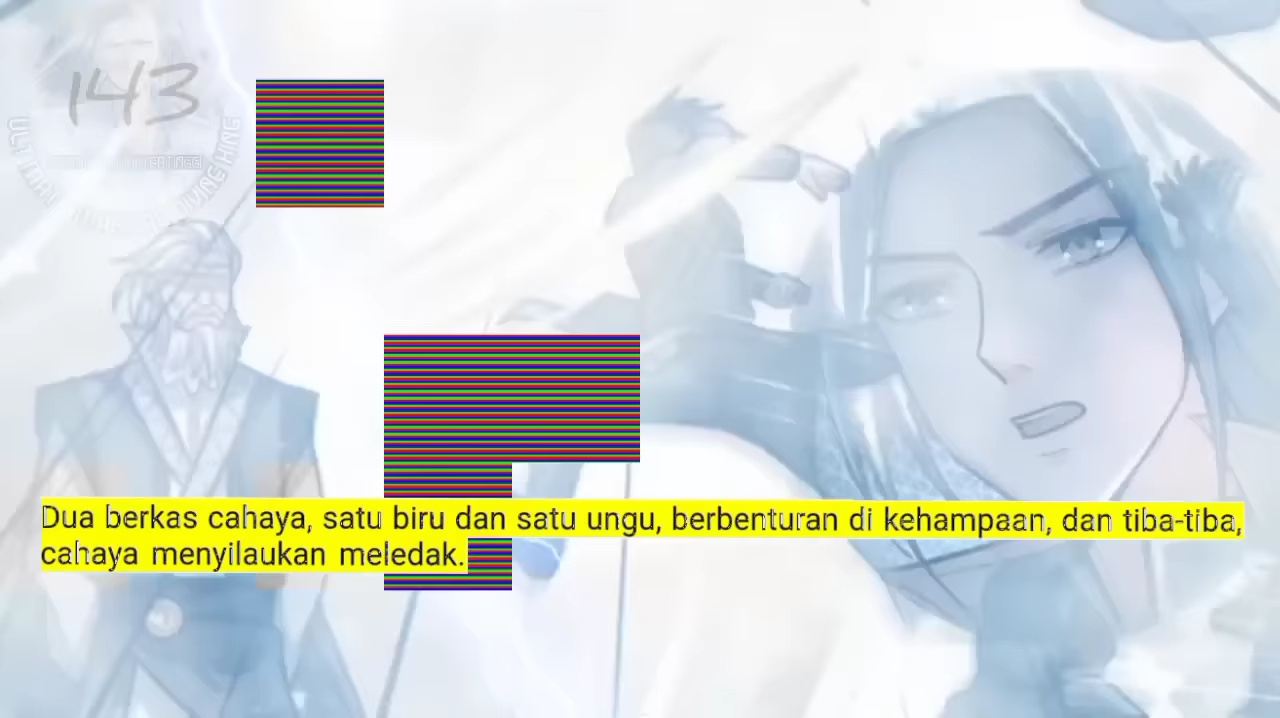 143
Dua berkas cahaya, satu biru dan satu ungu, berbenturan di kehampaan, dan tiba-tiba,
cahaya menyilaukan meledak.